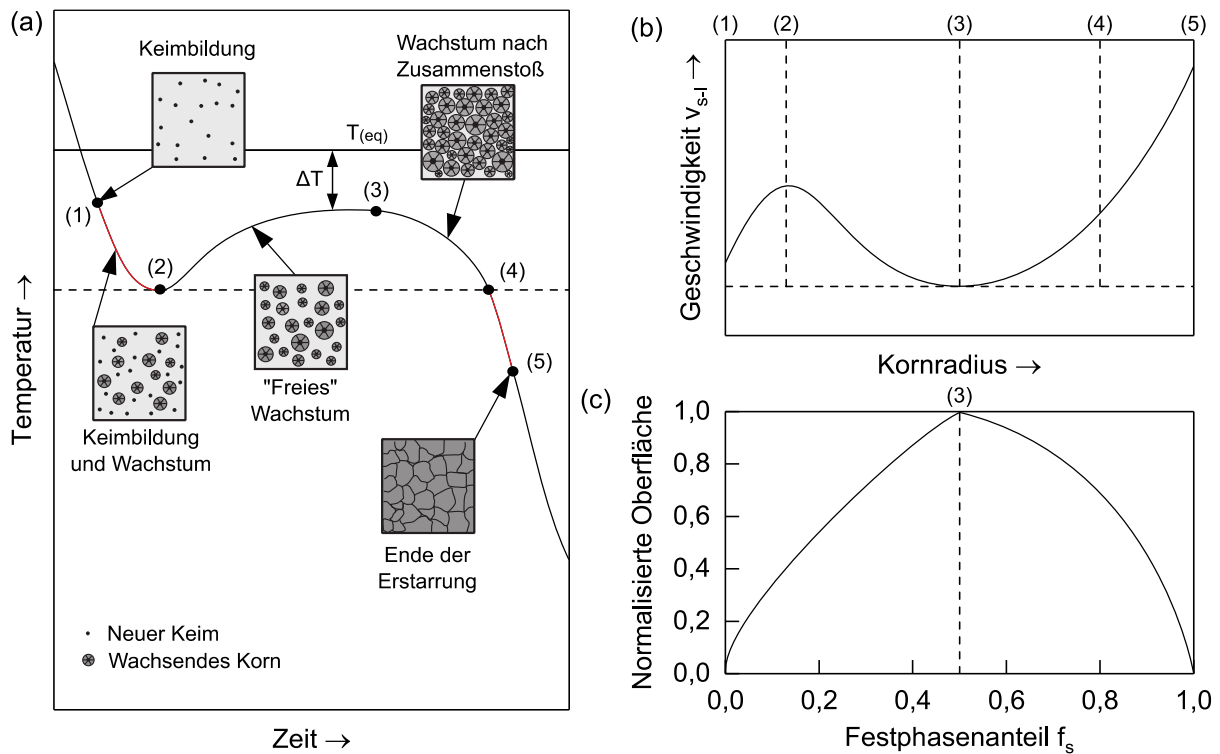 (a)
Keimbildung
Wachstum nach
Zusammenstoß
T(eq)
ΔT
(1)
(2)
(3)
(4)
(5)
"Freies"
Wachstum
Keimbildung
und Wachstum
Ende der
Erstarrung
Neuer Keim
Wachsendes Korn
Temperatur →
Zeit →
(b)
(1) (2) (3) (4) (5)
Geschwindigkeit vs-l →
Kornradius →
(c)
(3)
Normalisierte Oberfläche
1,0
0,8
0,6
0,4
0,2
0,0
0,0 0,2 0,4 0,6 0,8 1,0
Festphasenanteil fs